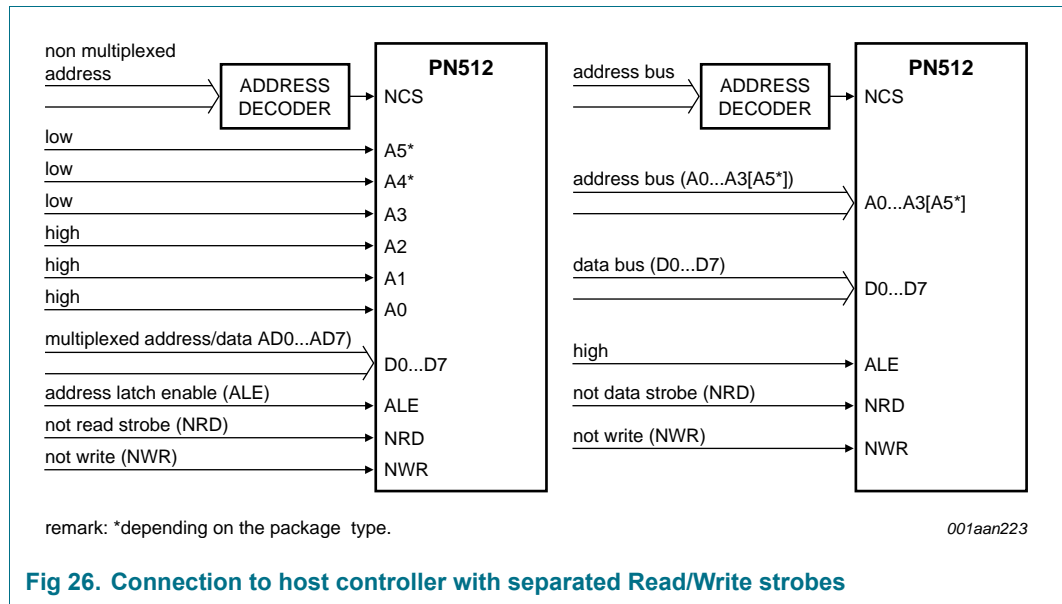 non multiplexed
address
ADDRESS
DECODER
PN512
NCS
low
A5*
low
A4*
low
A3
high
A2
high
A1
high
A0
multiplexed address/data AD0...AD7)
D0...D7
address latch enable (ALE)
ALE
not read strobe (NRD)
NRD
not write (NWR)
NWR
address bus
ADDRESS
DECODER
PN512
NCS
address bus (A0...A3[A5*])
A0...A3[A5*]
data bus (D0...D7)
D0...D7
high
ALE
not data strobe (NRD)
NRD
not write (NWR)
NWR
remark: *depending on the package type.
001aan223
Fig 26. Connection to host controller with separated Read/Write strobes